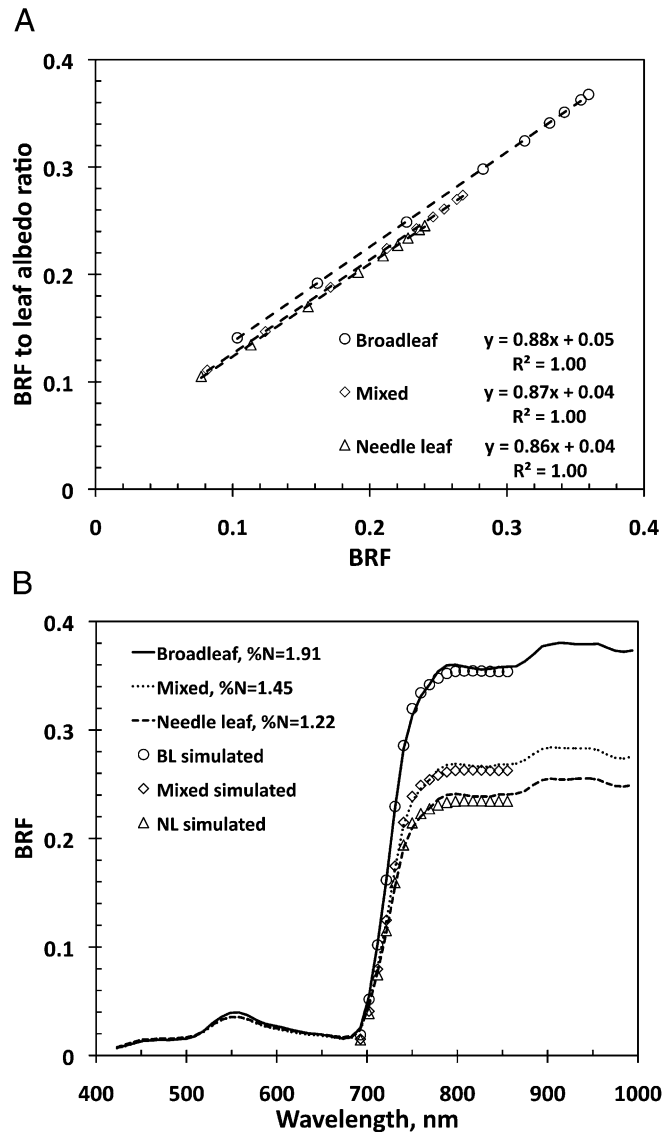 A
BRF to leaf albedo ratio
0.4
0.3
0.2
0.1
0
Broadleaf y = 0.88x + 0.05
R² = 1.00
Mixed y = 0.87x + 0.04
R² = 1.00
Needle leaf y = 0.86x + 0.04
R² = 1.00
0 0.1 0.2 0.3 0.4
BRF
B
BRF
0.4
0.3
0.2
0.1
0
Broadleaf, %N=1.91
Mixed, %N=1.45
Needle leaf, %N=1.22
BL simulated
Mixed simulated
NL simulated
400 500 600 700 800 900 1000
Wavelength, nm